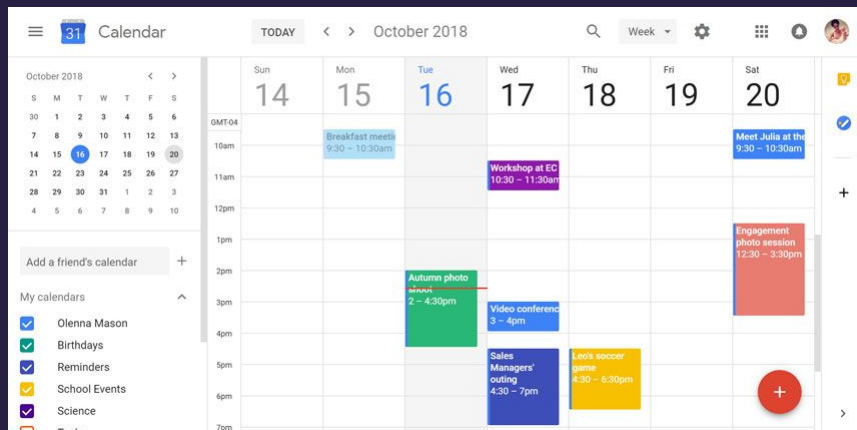 31 Calendar TODAY October 2018 Week
October 2018
S M T W T F S
30 1 2 3 4 5 6
7 8 9 10 11 12 13
14 15 16 17 18 19 20
21 22 23 24 25 26 27
28 29 30 31 1 2 3
4 5 6 7 8 9 10
Add a friend's calendar
My calendars
Olenna Mason
Birthdays
Reminders
School Events
Science
Sun Mon Tue Wed Thu Fri Sat
14 15 16 17 18 19 20
GMT-04
10am
11am
12pm
1pm
2pm
3pm
4pm
5pm
6pm
7pm
Breakfast meeti
9:30 – 10:30am
Autumn photo
shoot
2 – 4:30pm
Workshop at EC
10:30 – 11:30am
Video conferenc
3 – 4pm
Sales
Managers'
outing
4:30 – 7pm
Leo's soccer
game
4:30 – 6:30pm
Meet Julia at the
9:30 – 10:30am
Engagement
photo session
12:30 – 3:30pm